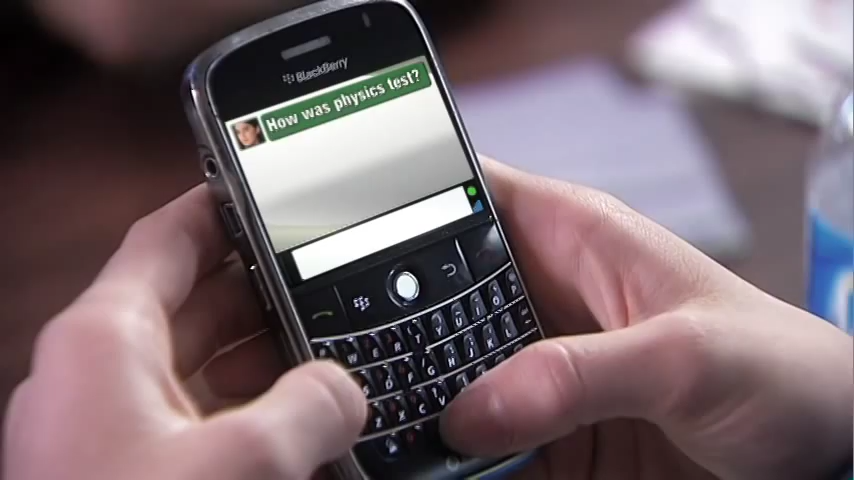 BlackBerry
How was physics test?
W E R T Y U I O P
D F G H J K L
Z X C V